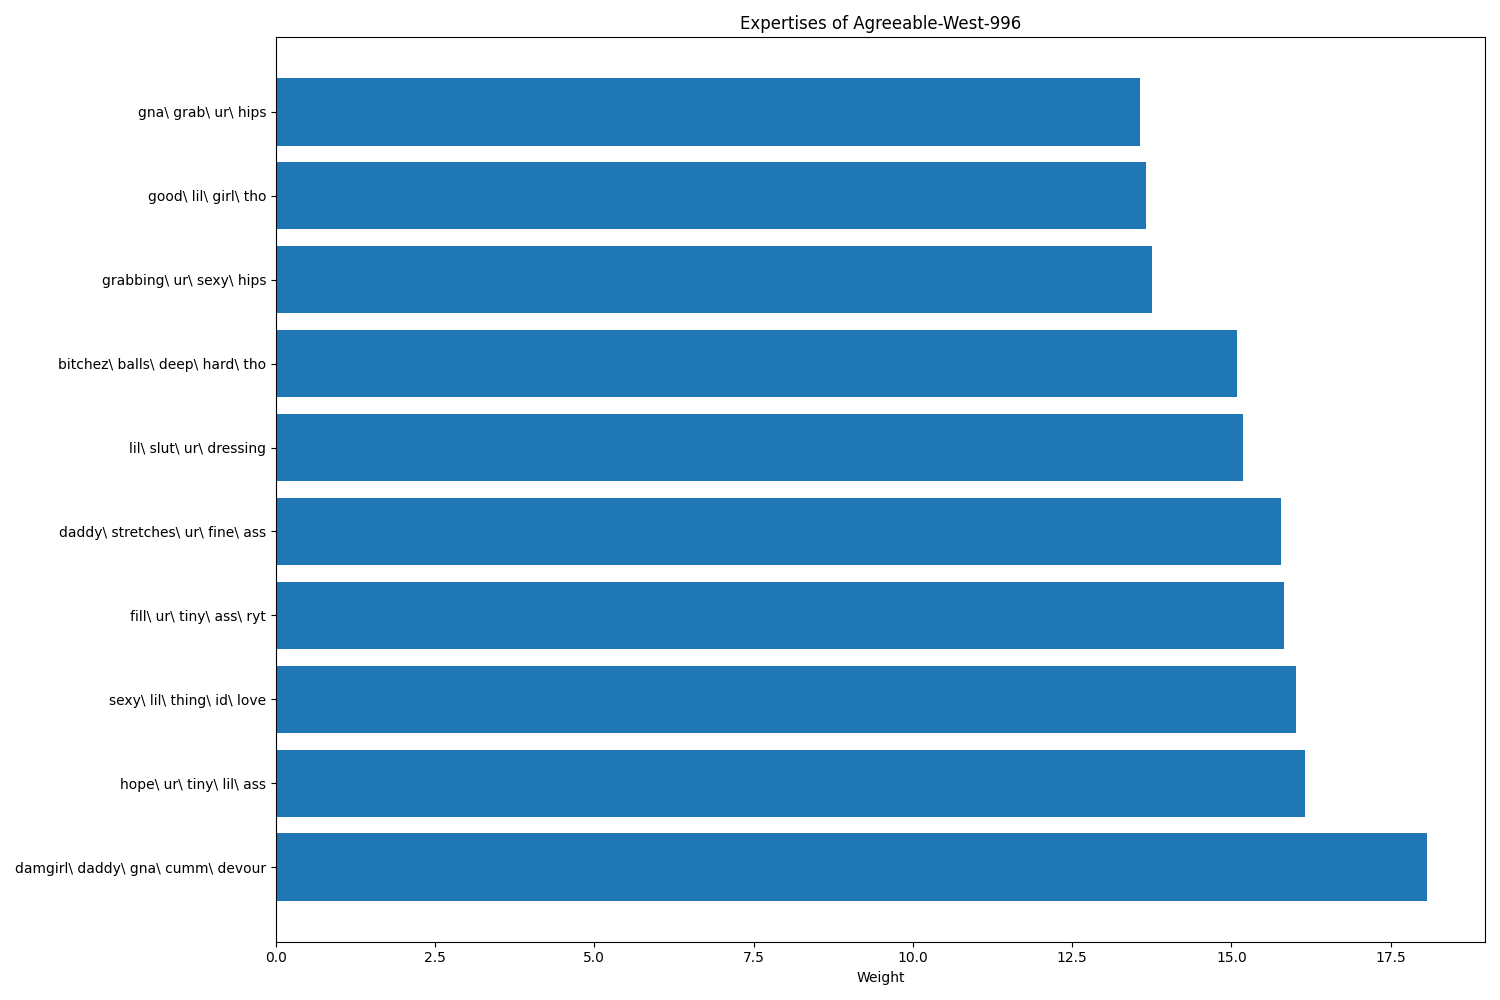 Expertises of Agreeable-West-996
gna\ grab\ ur\ hips
good\ lil\ girl\ tho
grabbing\ ur\ sexy\ hips
bitchez\ balls\ deep\ hard\ tho
lil\ slut\ ur\ dressing
daddy\ stretches\ ur\ fine\ ass
fill\ ur\ tiny\ ass\ ryt
sexy\ lil\ thing\ id\ love
hope\ ur\ tiny\ lil\ ass
damgirl\ daddy\ gna\ cumm\ devour
0.0 2.5 5.0 7.5 10.0 12.5 15.0 17.5
Weight